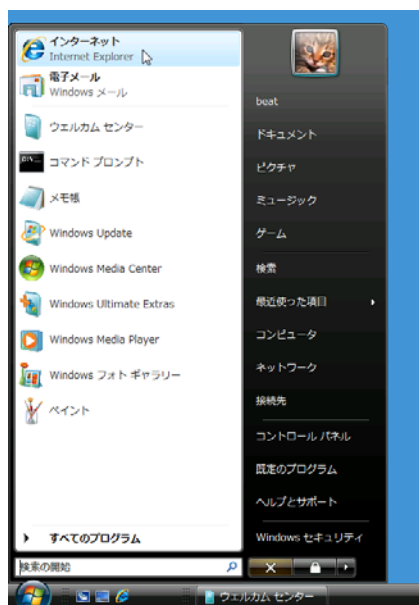 インターネット
Internet Explorer
電子メール
Windows メール
ウェルカム センター
コマンド プロンプト
メモ帳
Windows Update
Windows Media Center
Windows Ultimate Extras
Windows Media Player
Windows フォト ギャラリー
ペイント
すべてのプログラム
検索の開始
beat
ドキュメント
ピクチャ
ミュージック
ゲーム
検索
最近使った項目
コンピュータ
ネットワーク
接続先
コントロール パネル
既定のプログラム
ヘルプとサポート
Windows セキュリティ
ウェルカム センター